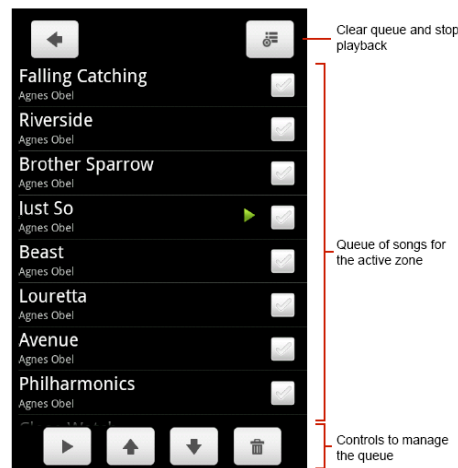 Clear queue and stop
playback
Falling Catching
Agnes Obel
Riverside
Agnes Obel
Brother Sparrow
Agnes Obel
Just So
Agnes Obel
Beast
Agnes Obel
Louretta
Agnes Obel
Avenue
Agnes Obel
Philharmonics
Agnes Obel
Queue of songs for
the active zone
Controls to manage
the queue